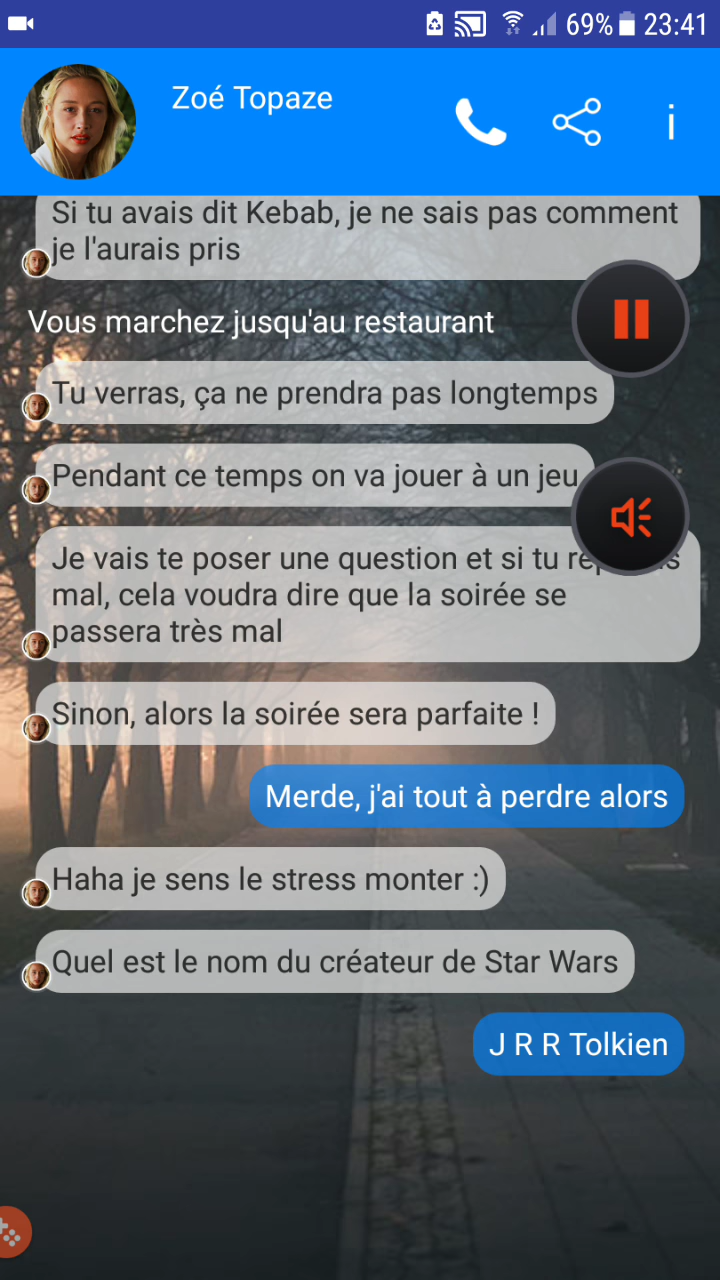 69% 23:41
Zoé Topaze
Si tu avais dit Kebab, je ne sais pas comment
je l'aurais pris
Vous marchez jusqu'au restaurant
Tu verras, ça ne prendra pas longtemps
Pendant ce temps on va jouer à un jeu
Je vais te poser une question et si tu
mal, cela voudra dire que la soirée se
passera très mal
Sinon, alors la soirée sera parfaite !
Merde, j'ai tout à perdre alors
Haha je sens le stress monter :)
Quel est le nom du créateur de Star Wars
J R R Tolkien